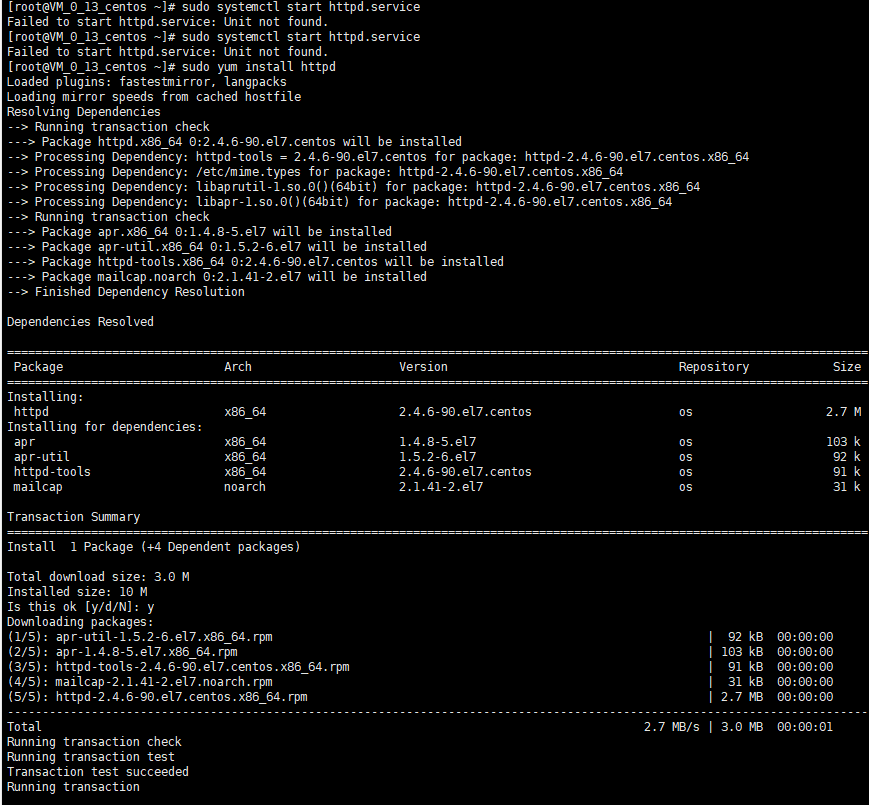 [root@VM_0_13_centos ~]# sudo systemctl start httpd.service
Failed to start httpd.service: Unit not found.
[root@VM_0_13_centos ~]# sudo systemctl start httpd.service
Failed to start httpd.service: Unit not found.
[root@VM_0_13_centos ~]# sudo yum install httpd
Loaded plugins: fastestmirror, langpacks
Loading mirror speeds from cached hostfile
Resolving Dependencies
--> Running transaction check
---> Package httpd.x86_64 0:2.4.6-90.el7.centos will be installed
--> Processing Dependency: httpd-tools = 2.4.6-90.el7.centos for package: httpd-2.4.6-90.el7.centos.x86_64
--> Processing Dependency: /etc/mime.types for package: httpd-2.4.6-90.el7.centos.x86_64
--> Processing Dependency: libaprutil-1.so.0()(64bit) for package: httpd-2.4.6-90.el7.centos.x86_64
--> Processing Dependency: libapr-1.so.0()(64bit) for package: httpd-2.4.6-90.el7.centos.x86_64
--> Running transaction check
---> Package apr.x86_64 0:1.4.8-5.el7 will be installed
---> Package apr-util.x86_64 0:1.5.2-6.el7 will be installed
---> Package httpd-tools.x86_64 0:2.4.6-90.el7.centos will be installed
---> Package mailcap.noarch 0:2.1.41-2.el7 will be installed
--> Finished Dependency Resolution
Dependencies Resolved
Package Arch Version Repository Size
Installing:
httpd x86_64 2.4.6-90.el7.centos os 2.7 M
Installing for dependencies:
apr x86_64 1.4.8-5.el7 os 103 k
apr-util x86_64 1.5.2-6.el7 os 92 k
httpd-tools x86_64 2.4.6-90.el7.centos os 91 k
mailcap noarch 2.1.41-2.el7 os 31 k
Transaction Summary
Install 1 Package (+4 Dependent packages)
Total download size: 3.0 M
Installed size: 10 M
Is this ok [y/d/N]: y
Downloading packages:
(1/5): apr-util-1.5.2-6.el7.x86_64.rpm | 92 kB 00:00:00
(2/5): apr-1.4.8-5.el7.x86_64.rpm | 103 kB 00:00:00
(3/5): httpd-tools-2.4.6-90.el7.centos.x86_64.rpm | 91 kB 00:00:00
(4/5): mailcap-2.1.41-2.el7.noarch.rpm | 31 kB 00:00:00
(5/5): httpd-2.4.6-90.el7.centos.x86_64.rpm | 2.7 MB 00:00:00
Total 2.7 MB/s | 3.0 MB 00:00:01
Running transaction check
Running transaction test
Transaction test succeeded
Running transaction